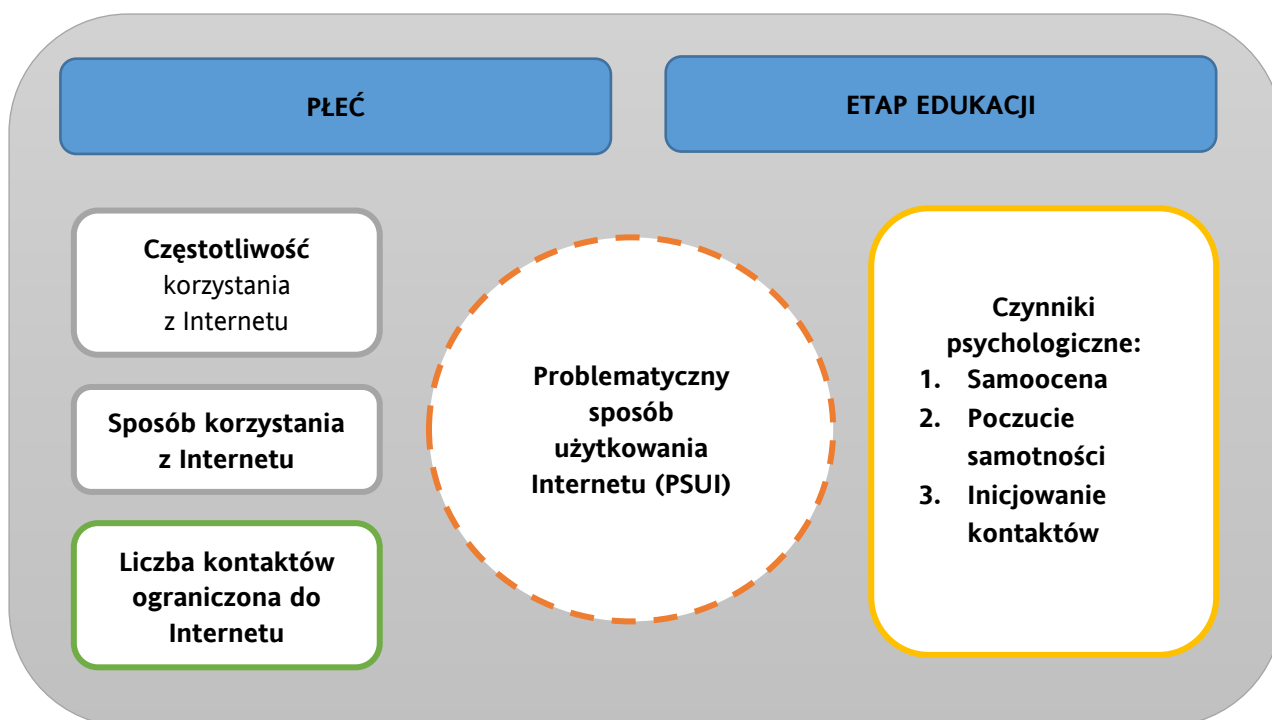 PŁEĆ
ETAP EDUKACJI
Częstotliwość
korzystania
z Internetu
Sposób korzystania
z Internetu
Liczba kontaktów
ograniczona do
Internetu
Problematyczny
sposób
użytkowania
Internetu (PSUI)
Czynniki
psychologiczne:
1. Samoocena
2. Poczucie
samotności
3. Inicjowanie
kontaktów